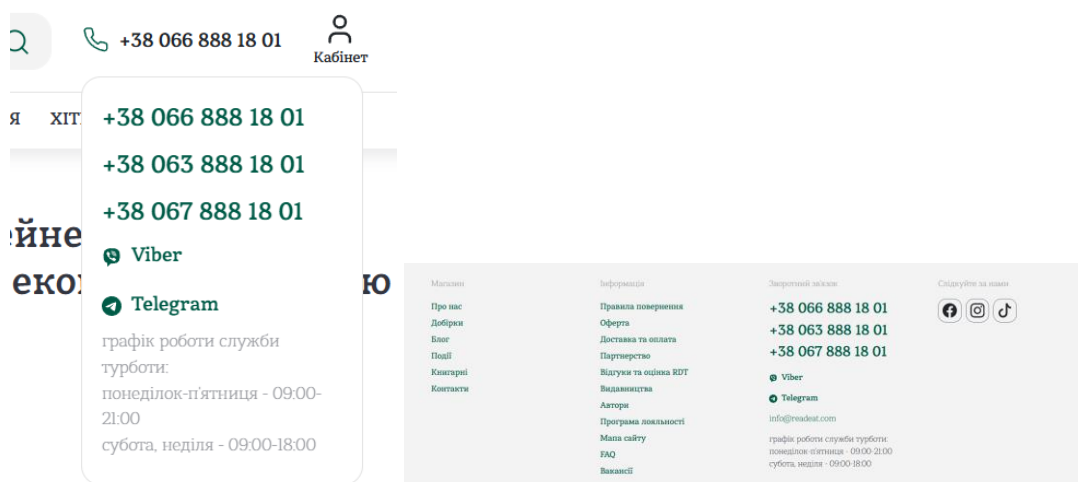 +38 066 888 18 01
Кабінет
Я ХІТ
+38 066 888 18 01
+38 063 888 18 01
+38 067 888 18 01
Viber
Telegram
графік роботи служби
турботи:
понеділок-п'ятниця - 09:00-
21:00
субота, неділя - 09:00-18:00
ейне
еко
ю
Магазин
Про нас
Добірки
Блог
Події
Книгарні
Контакти
Інформація
Правила повернення
Оферта
Доставка та оплата
Партнерство
Відгуки та оцінка RDT
Видавництва
Автори
Програма лояльності
Мапа сайту
FAQ
Вакансії
Зворотний зв'язок
+38 066 888 18 01
+38 063 888 18 01
+38 067 888 18 01
Viber
Telegram
info@readeat.com
графік роботи служби турботи:
понеділок-п'ятниця - 09:00-21:00
субота, неділя - 09:00-18:00
Слідкуйте за нами